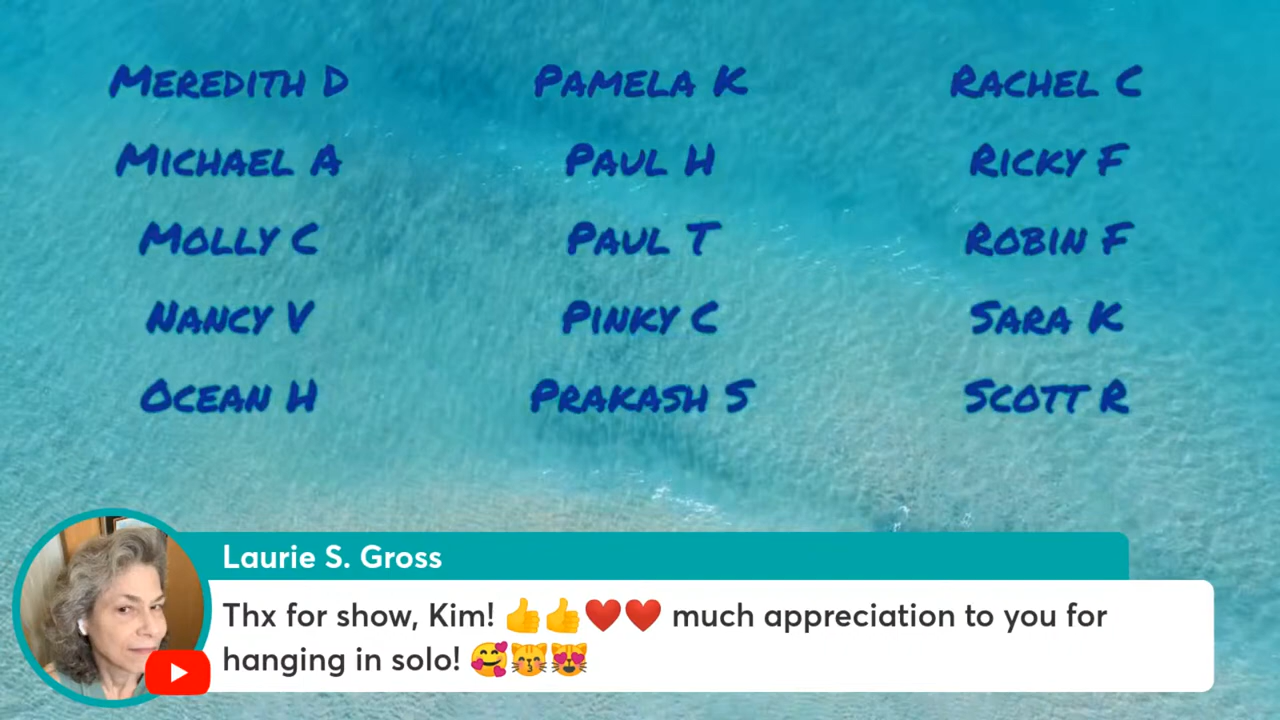 Meredith D Pamela K Rachel C
Michael A Paul H Ricky F
Molly C Paul T Robin F
Nancy V Pinky C Sara K
Ocean H Prakash S Scott R
Laurie S. Gross
Thx for show, Kim! 👍👍❤️❤️ much appreciation to you for
hanging in solo! 🥰😽😻